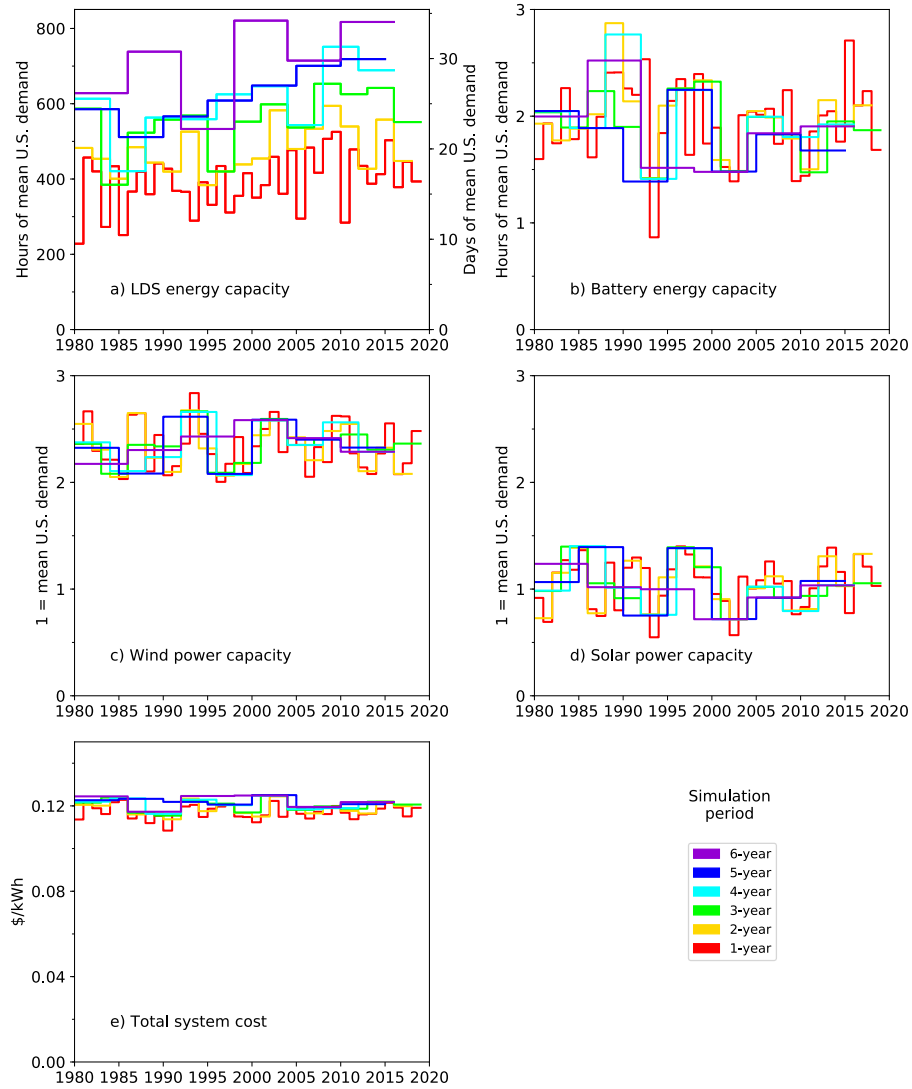 800
600
400
200
0
Hours of mean U.S. demand
30
20
10
0
Days of mean U.S. demand
a) LDS energy capacity
1980 1985 1990 1995 2000 2005 2010 2015 2020
3
2
1
0
Hours of mean U.S. demand
b) Battery energy capacity
1980 1985 1990 1995 2000 2005 2010 2015 2020
3
2
1
0
1 = mean U.S. demand
c) Wind power capacity
1980 1985 1990 1995 2000 2005 2010 2015 2020
3
2
1
0
1 = mean U.S. demand
d) Solar power capacity
1980 1985 1990 1995 2000 2005 2010 2015 2020
0.12
0.08
0.04
0.00
$/kWh
e) Total system cost
1980 1985 1990 1995 2000 2005 2010 2015 2020
Simulation
period
6-year
5-year
4-year
3-year
2-year
1-year